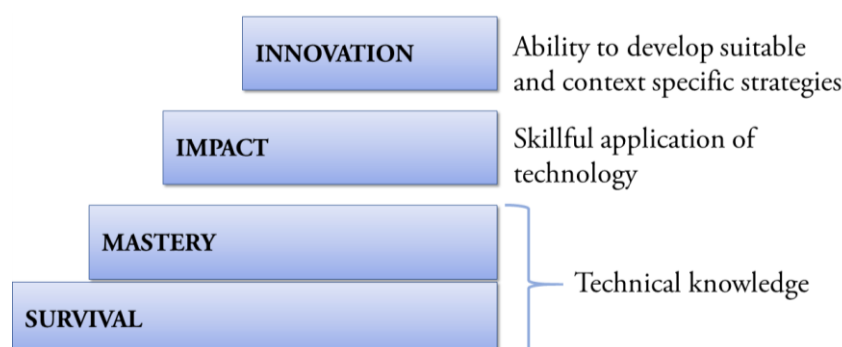 INNOVATION
Ability to develop suitable
and context specific strategies
IMPACT
Skillful application of
technology
MASTERY
Technical knowledge
SURVIVAL